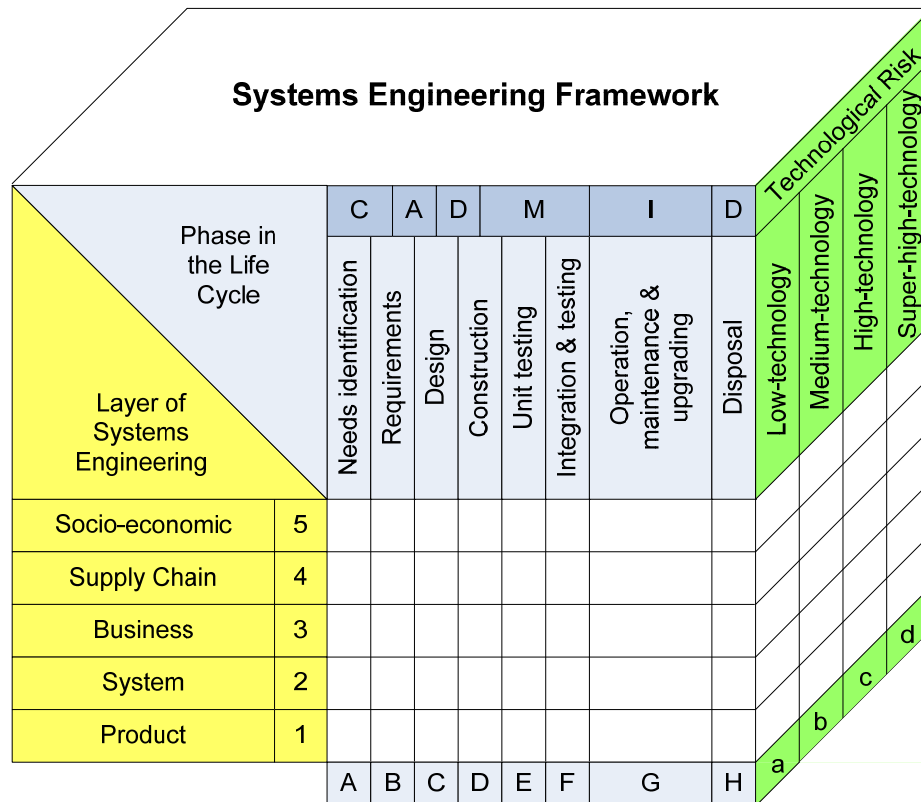 Systems Engineering Framework
Technological Risk
C A D M I D
Phase in
the Life
Cycle
Needs identification
Requirements
Design
Construction
Unit testing
Integration & testing
Operation,
maintenance &
upgrading
Disposal
Low-technology
Medium-technology
High-technology
Super-high-technology
Layer of
Systems
Engineering
Socio-economic 5
Supply Chain 4
Business 3
System 2
Product 1
A B C D E F G H
a
b
c
d